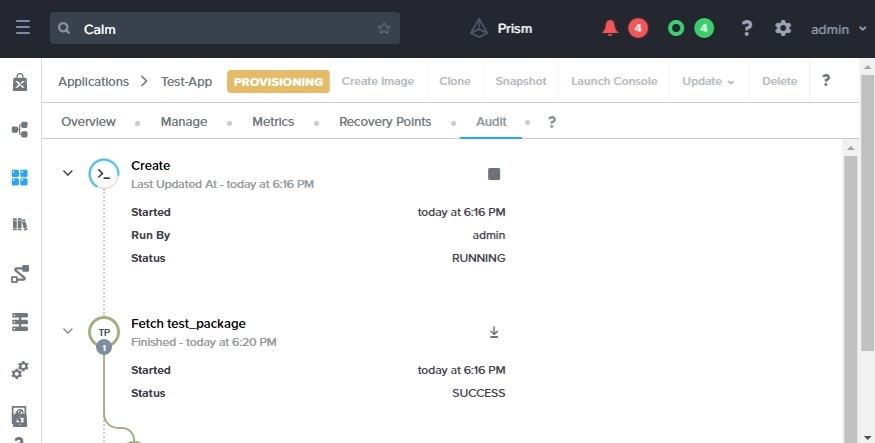 Calm
Prism
4
4
?
admin
Applications > Test-App PROVISIONING Create Image Clone Snapshot Launch Console Update Delete ?
Overview Manage Metrics Recovery Points Audit ?
Create
Last Updated At - today at 6:16 PM
Started today at 6:16 PM
Run By admin
Status RUNNING
TP
1
Fetch test_package
Finished - today at 6:20 PM
Started today at 6:16 PM
Status SUCCESS